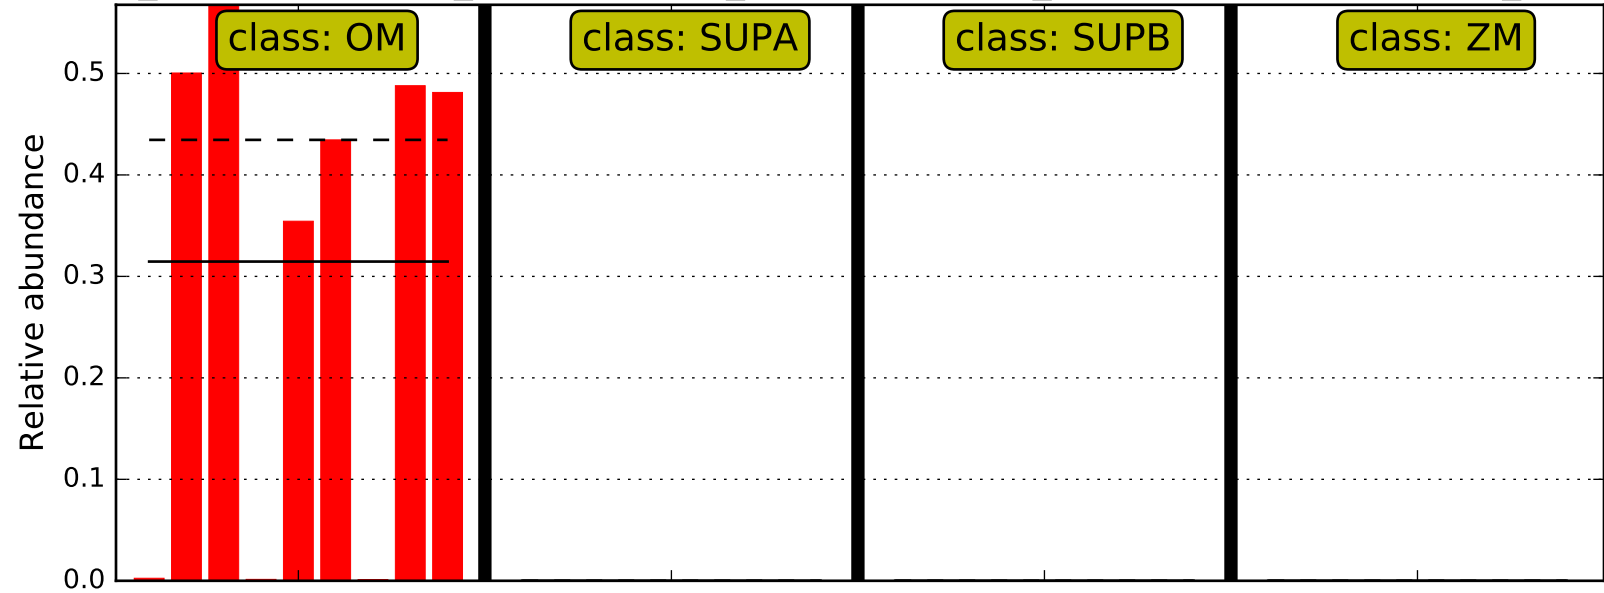 class: OM
class: SUPA
class: SUPB
class: ZM
Relative abundance
0.5
0.4
0.3
0.2
0.1
0.0